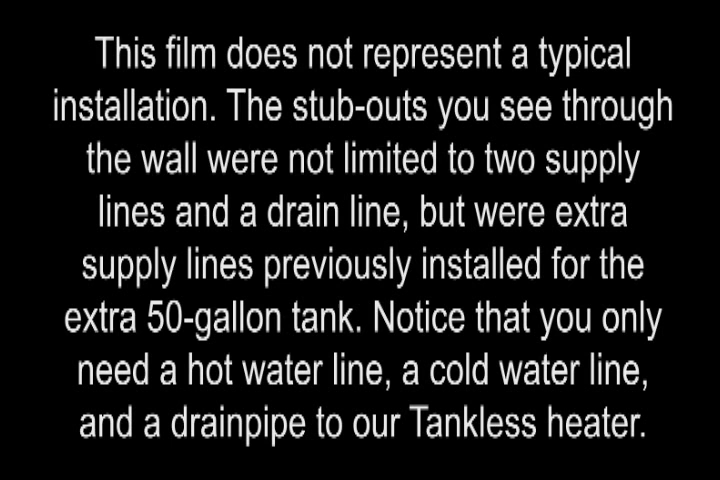 This film does not represent a typical
installation. The stub-outs you see through
the wall were not limited to two supply
lines and a drain line, but were extra
supply lines previously installed for the
extra 50-gallon tank. Notice that you only
need a hot water line, a cold water line,
and a drainpipe to our Tankless heater.